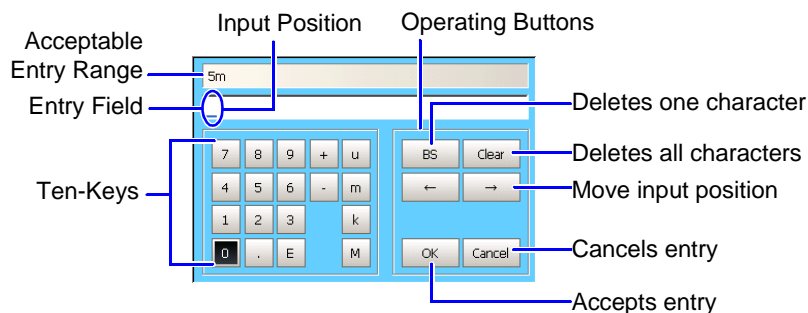 Input Position
Operating Buttons
Acceptable
Entry Range
5m
Entry Field
Deletes one character
7 8 9 + u
BS Clear
Deletes all characters
Ten-Keys
4 5 6 - m
← →
Move input position
1 2 3 k
0 . E M
OK Cancel
Cancels entry
Accepts entry